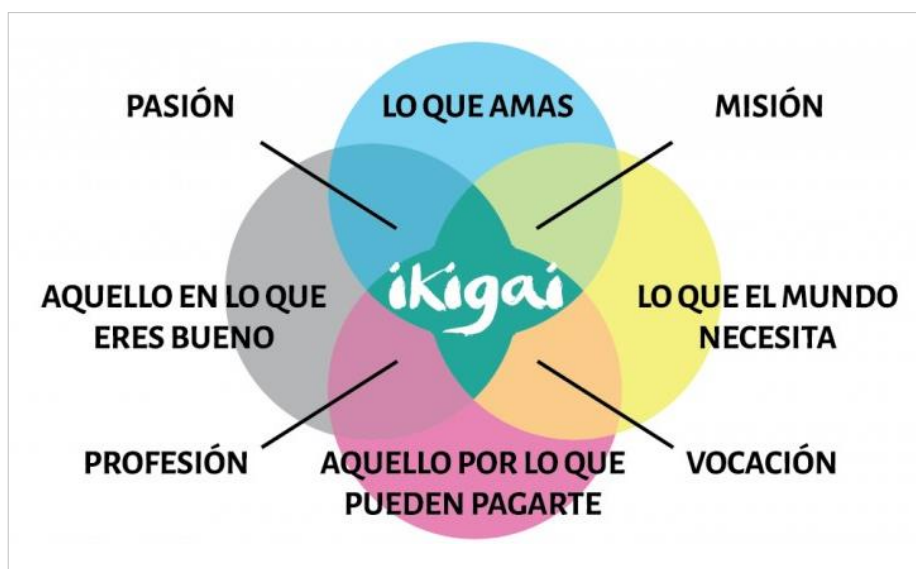 PASIÓN
LO QUE AMAS
MISIÓN
ikigai
AQUELLO EN LO QUE
ERES BUENO
LO QUE EL MUNDO
NECESITA
PROFESIÓN
AQUELLO POR LO QUE
PUEDEN PAGARTE
VOCACIÓN